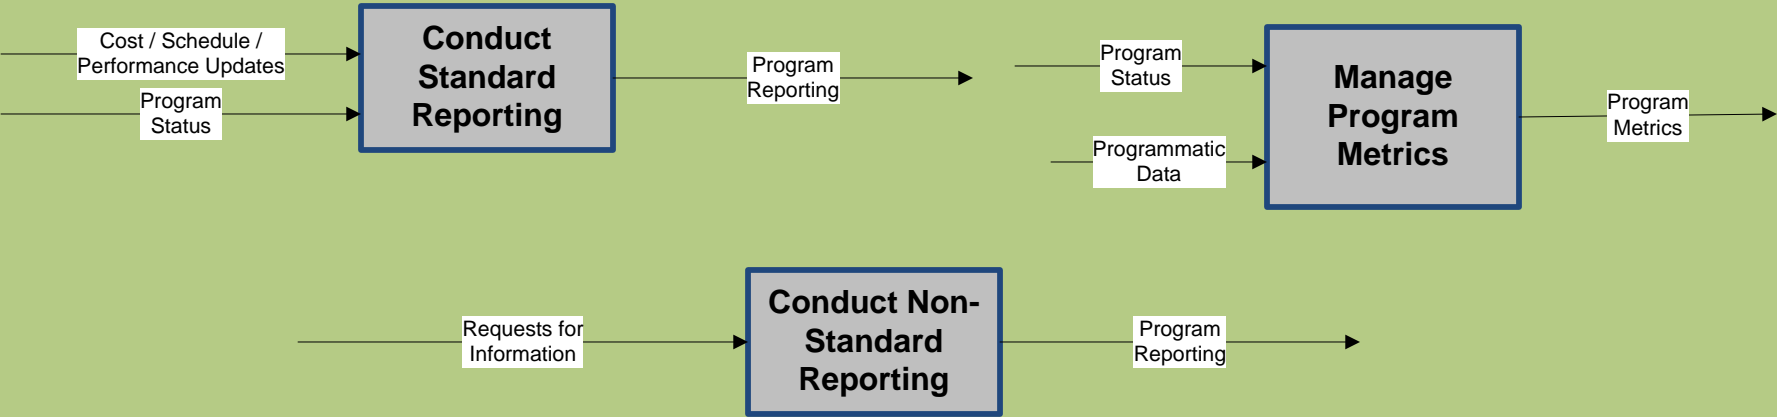 Cost / Schedule /
Performance Updates
Program
Status
Conduct
Standard
Reporting
Program
Reporting
Program
Status
Programmatic
Data
Manage
Program
Metrics
Program
Metrics
Requests for
Information
Conduct Non-
Standard
Reporting
Program
Reporting